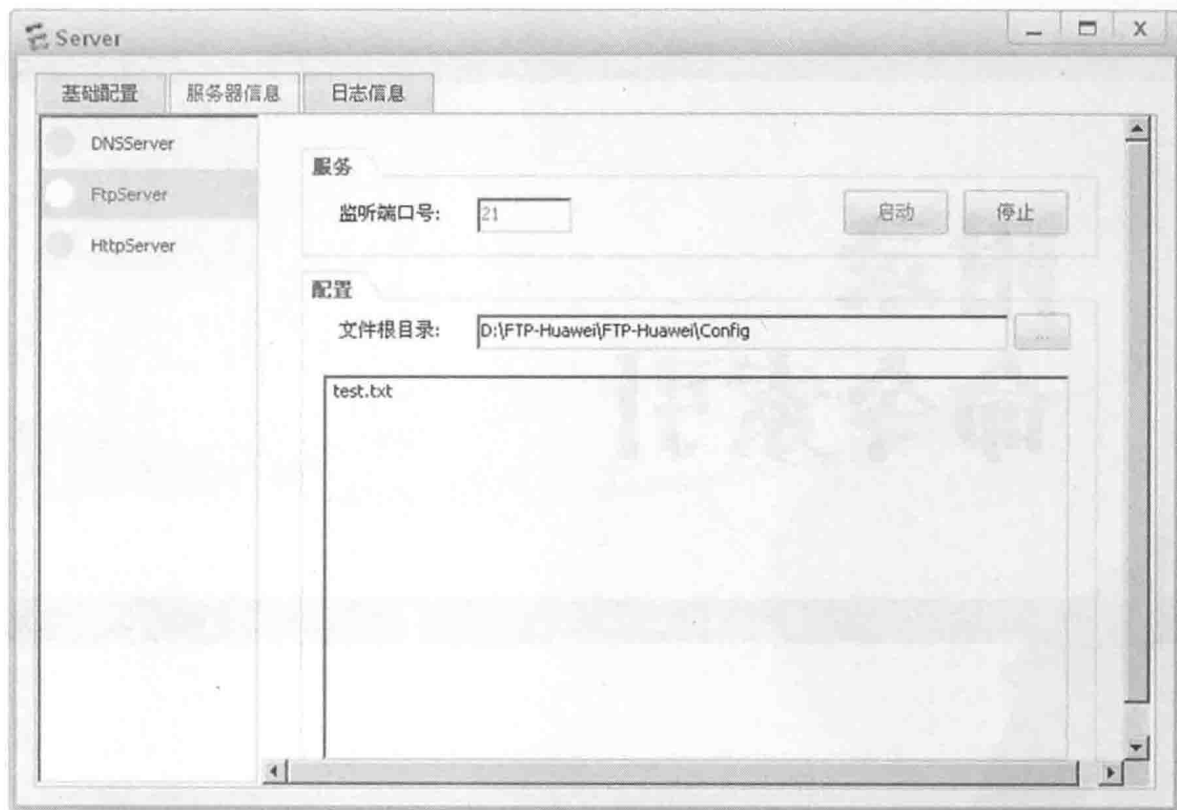 Server
基础配置 服务器信息 日志信息
DNSServer
FtpServer
HttpServer
服务
监听端口号: 21 启动 停止
配置
文件根目录: D:\FTP-Huawei\FTP-Huawei\Config ...
test.txt